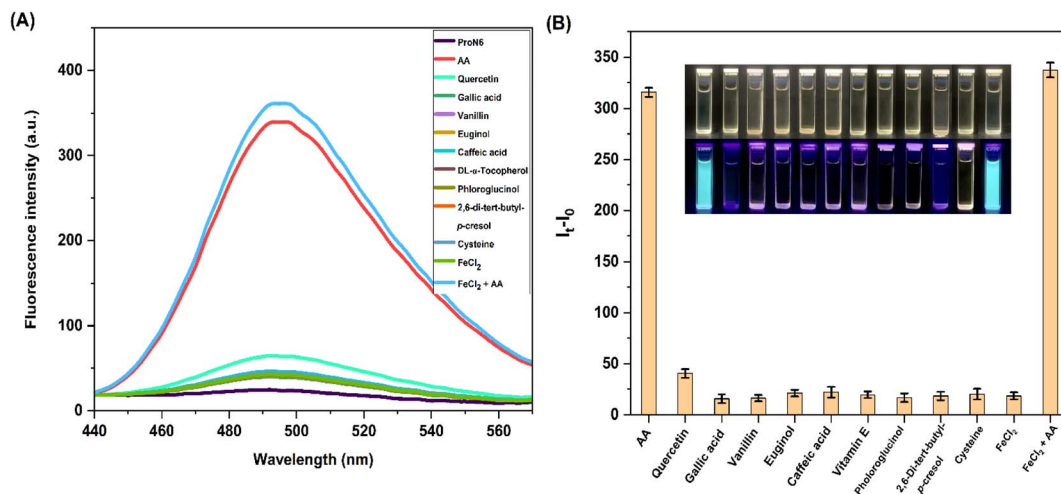 (A)
Fluorescence intensity (a.u.)
400
300
200
100
0
440
460
480
500
520
540
560
Wavelength (nm)
ProN6
AA
Quercetin
Gallic acid
Vanillin
Euginol
Caffeic acid
DL-α-Tocopherol
Phloroglucinol
2,6-di-tert-butyl-
p-cresol
Cysteine
FeCl2
FeCl2 + AA
(B)
It-I0
350
300
250
200
150
100
50
0
AA
Quercetin
Gallic acid
Vanillin
Euginol
Caffeic acid
Vitamin E
Pholoroglucinol
2,6-Di-tert-butyl-
p-cresol
Cysteine
FeCl2
FeCl2 + AA